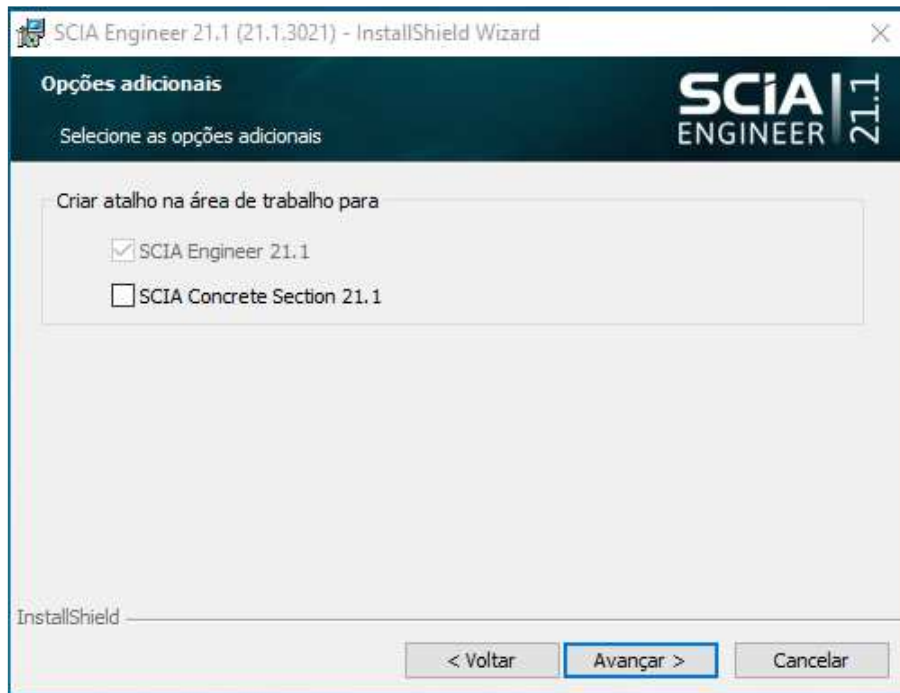 SCIA Engineer 21.1 (21.1.3021) - InstallShield Wizard
Opções adicionais
Selecione as opções adicionais
SCiA
ENGINEER
21.1
Criar atalho na área de trabalho para
SCIA Engineer 21.1
SCIA Concrete Section 21.1
InstallShield
< Voltar
Avançar >
Cancelar